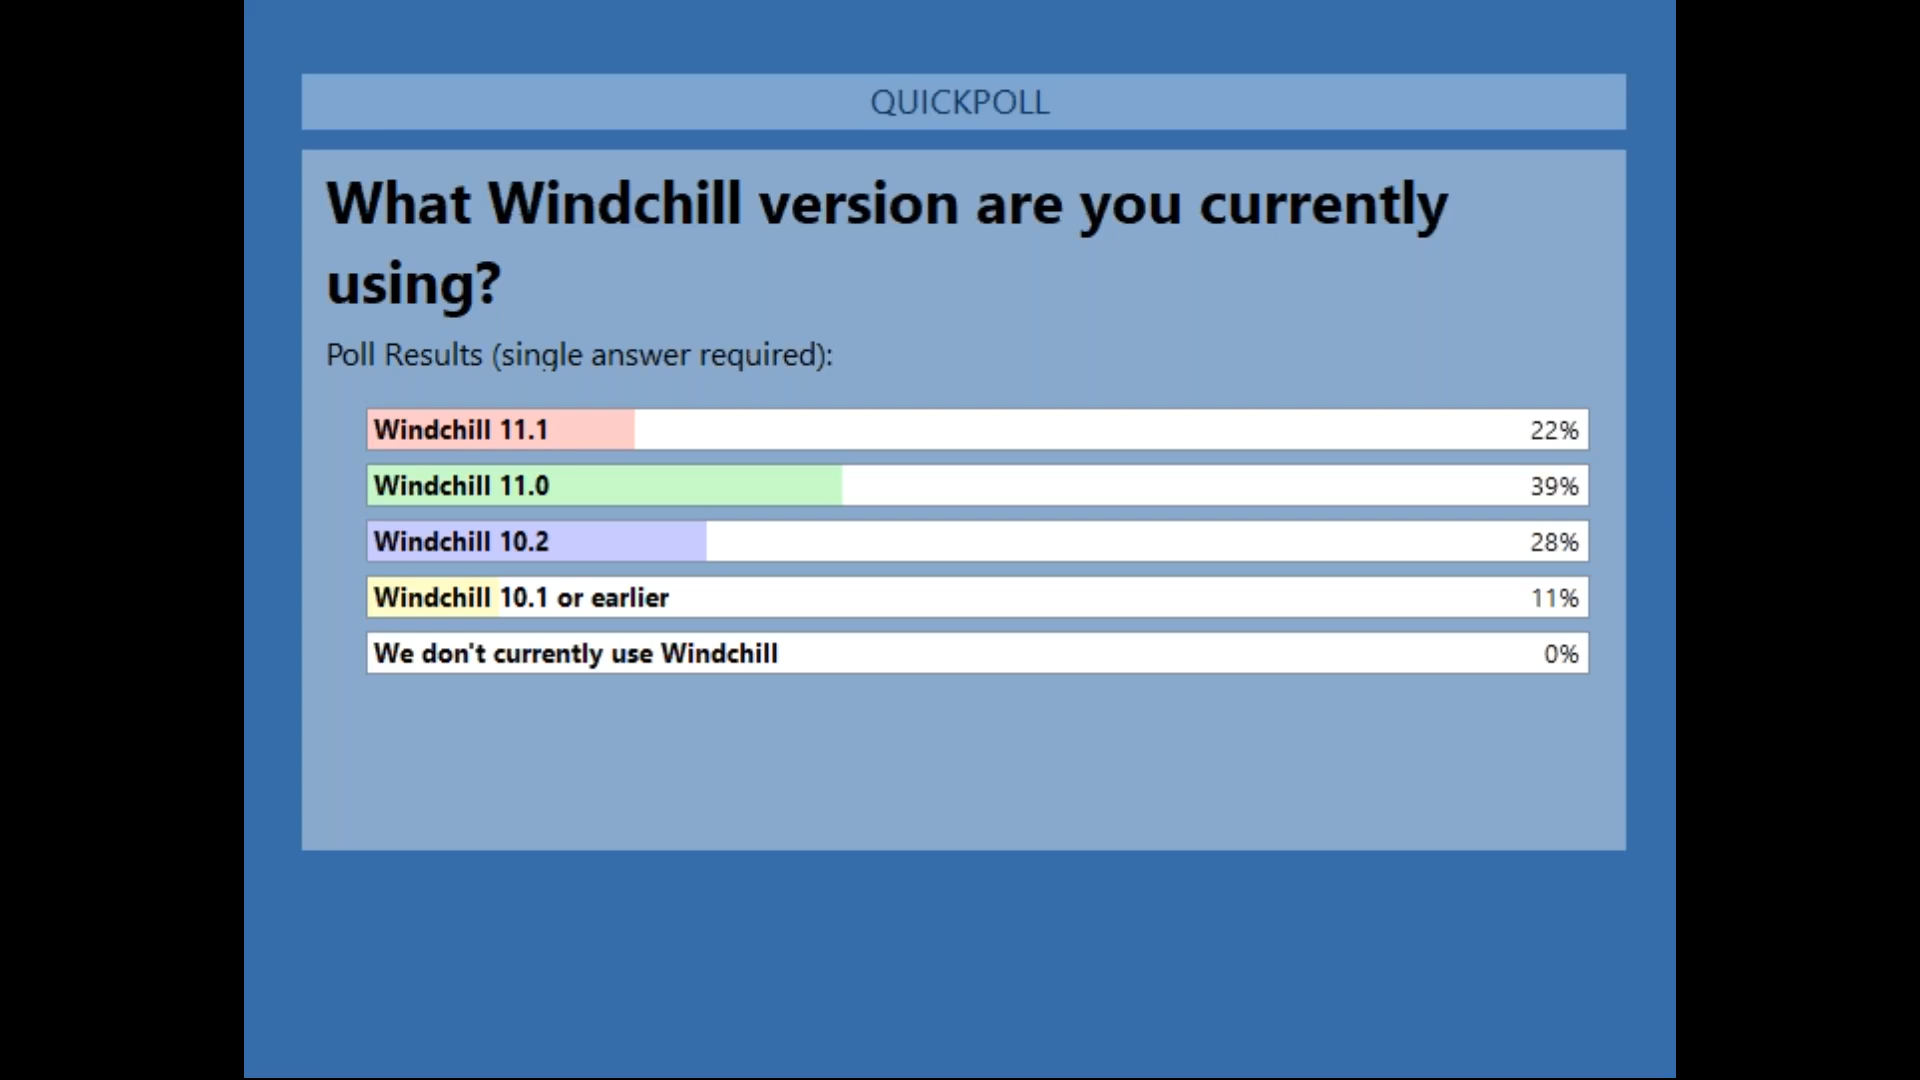 QUICKPOLL
What Windchill version are you currently
using?
Poll Results (single answer required):
Windchill 11.1 22%
Windchill 11.0 39%
Windchill 10.2 28%
Windchill 10.1 or earlier 11%
We don't currently use Windchill 0%